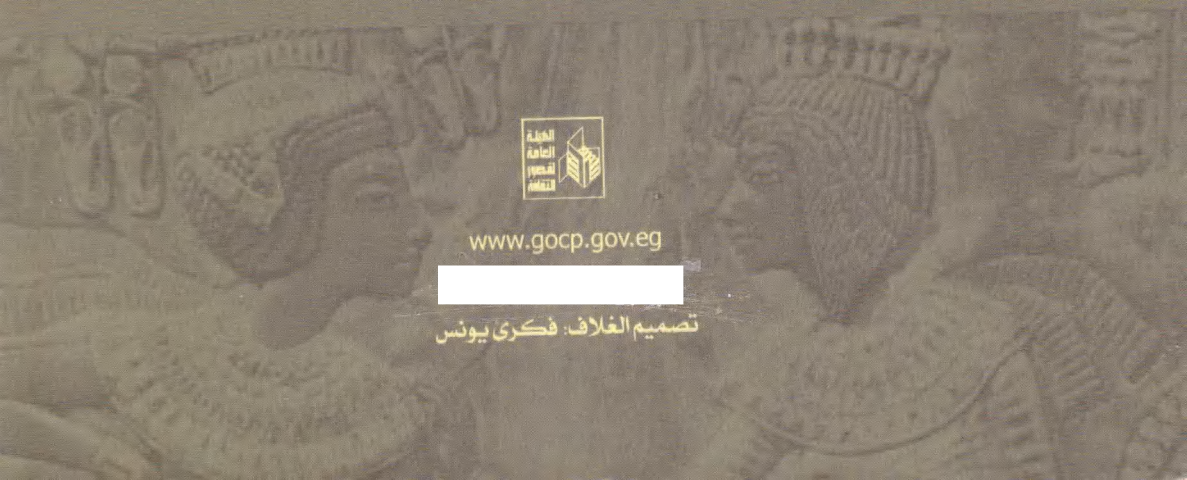 الهيئة
العامة
لقصور
الثقافة
www.gocp.gov.eg
تصميم الغلاف: فكرى يونس